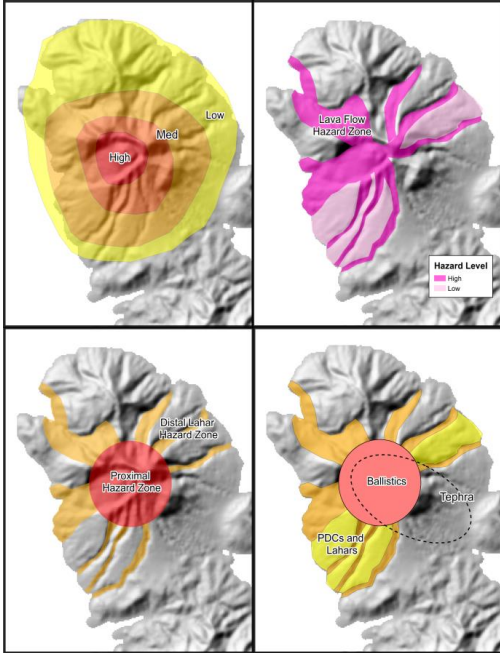 Low
Med
High
Lava Flow
Hazard Zone
Hazard Level
High
Low
Distal Lahar
Hazard Zone
Proximal
Hazard Zone
Ballistics
Tephra
PDCs and
Lahars